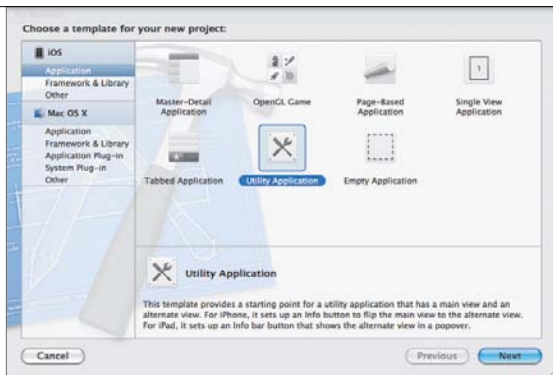 Choose a template for your new project:
iOS
Application
Framework & Library
Other
Mac OS X
Application
Framework & Library
Application Plug-in
System Plug-in
Other
Master-Detail
Application
OpenGL Game
Page-Based
Application
1
Single View
Application
Tabbed Application
Utility Application
Empty Application
Utility Application
This template provides a starting point for a utility application that has a main view and an
alternate view. For iPhone, it sets up an Info button to flip the main view to the alternate view.
For iPad, it sets up an Info bar button that shows the alternate view in a popover.
Cancel
Previous
Next